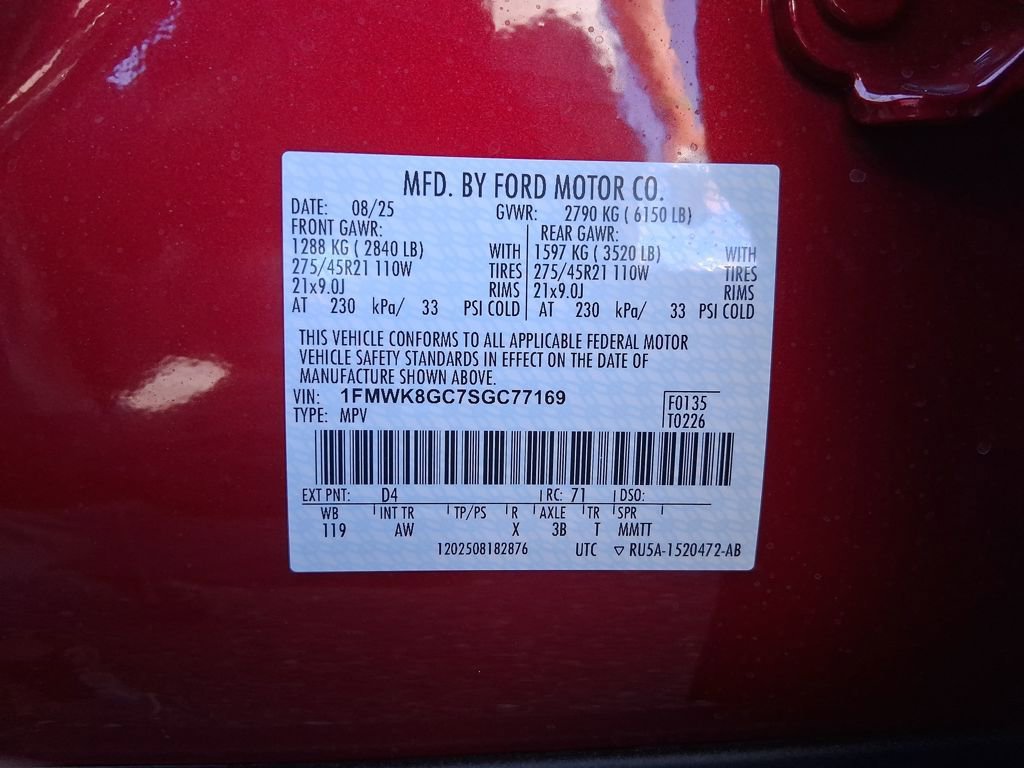 MFD. BY FORD MOTOR CO.
DATE: 08/25 GVWR: 2790 KG ( 6150 LB)
FRONT GAWR: REAR GAWR:
1288 KG ( 2840 LB) WITH 1597 KG ( 3520 LB) WITH
275/45R21 110W TIRES 275/45R21 110W TIRES
21x9.0J RIMS 21x9.0J RIMS
AT 230 kPa/ 33 PSI COLD AT 230 kPa/ 33 PSI COLD
THIS VEHICLE CONFORMS TO ALL APPLICABLE FEDERAL MOTOR
VEHICLE SAFETY STANDARDS IN EFFECT ON THE DATE OF
MANUFACTURE SHOWN ABOVE.
VIN: 1FMWK8GC7SGC77169 F0135
TYPE: MPV T0226
EXT PNT: D4 RC: 71 DSO:
WB INT TR TP/PS R AXLE TR SPR
119 AW X 3B T MMTT
1202508182876 UTC ▽ RU5A-1520472-AB